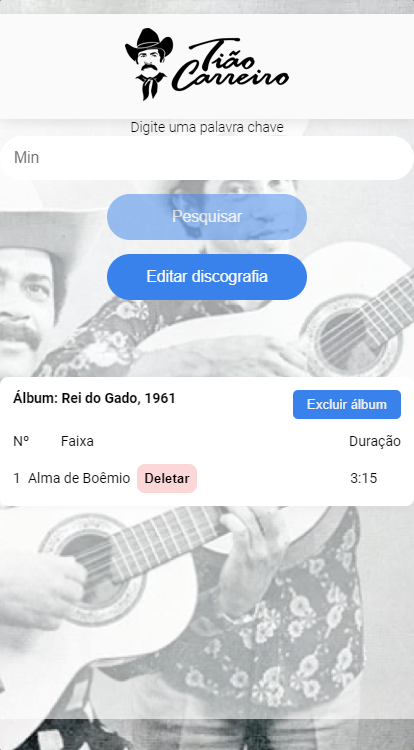 Tião
Carreiro
Digite uma palavra chave
Min
Pesquisar
Editar discografia
Álbum: Rei do Gado, 1961
Excluir álbum
Nº Faixa Duração
1 Alma de Boêmio Deletar 3:15